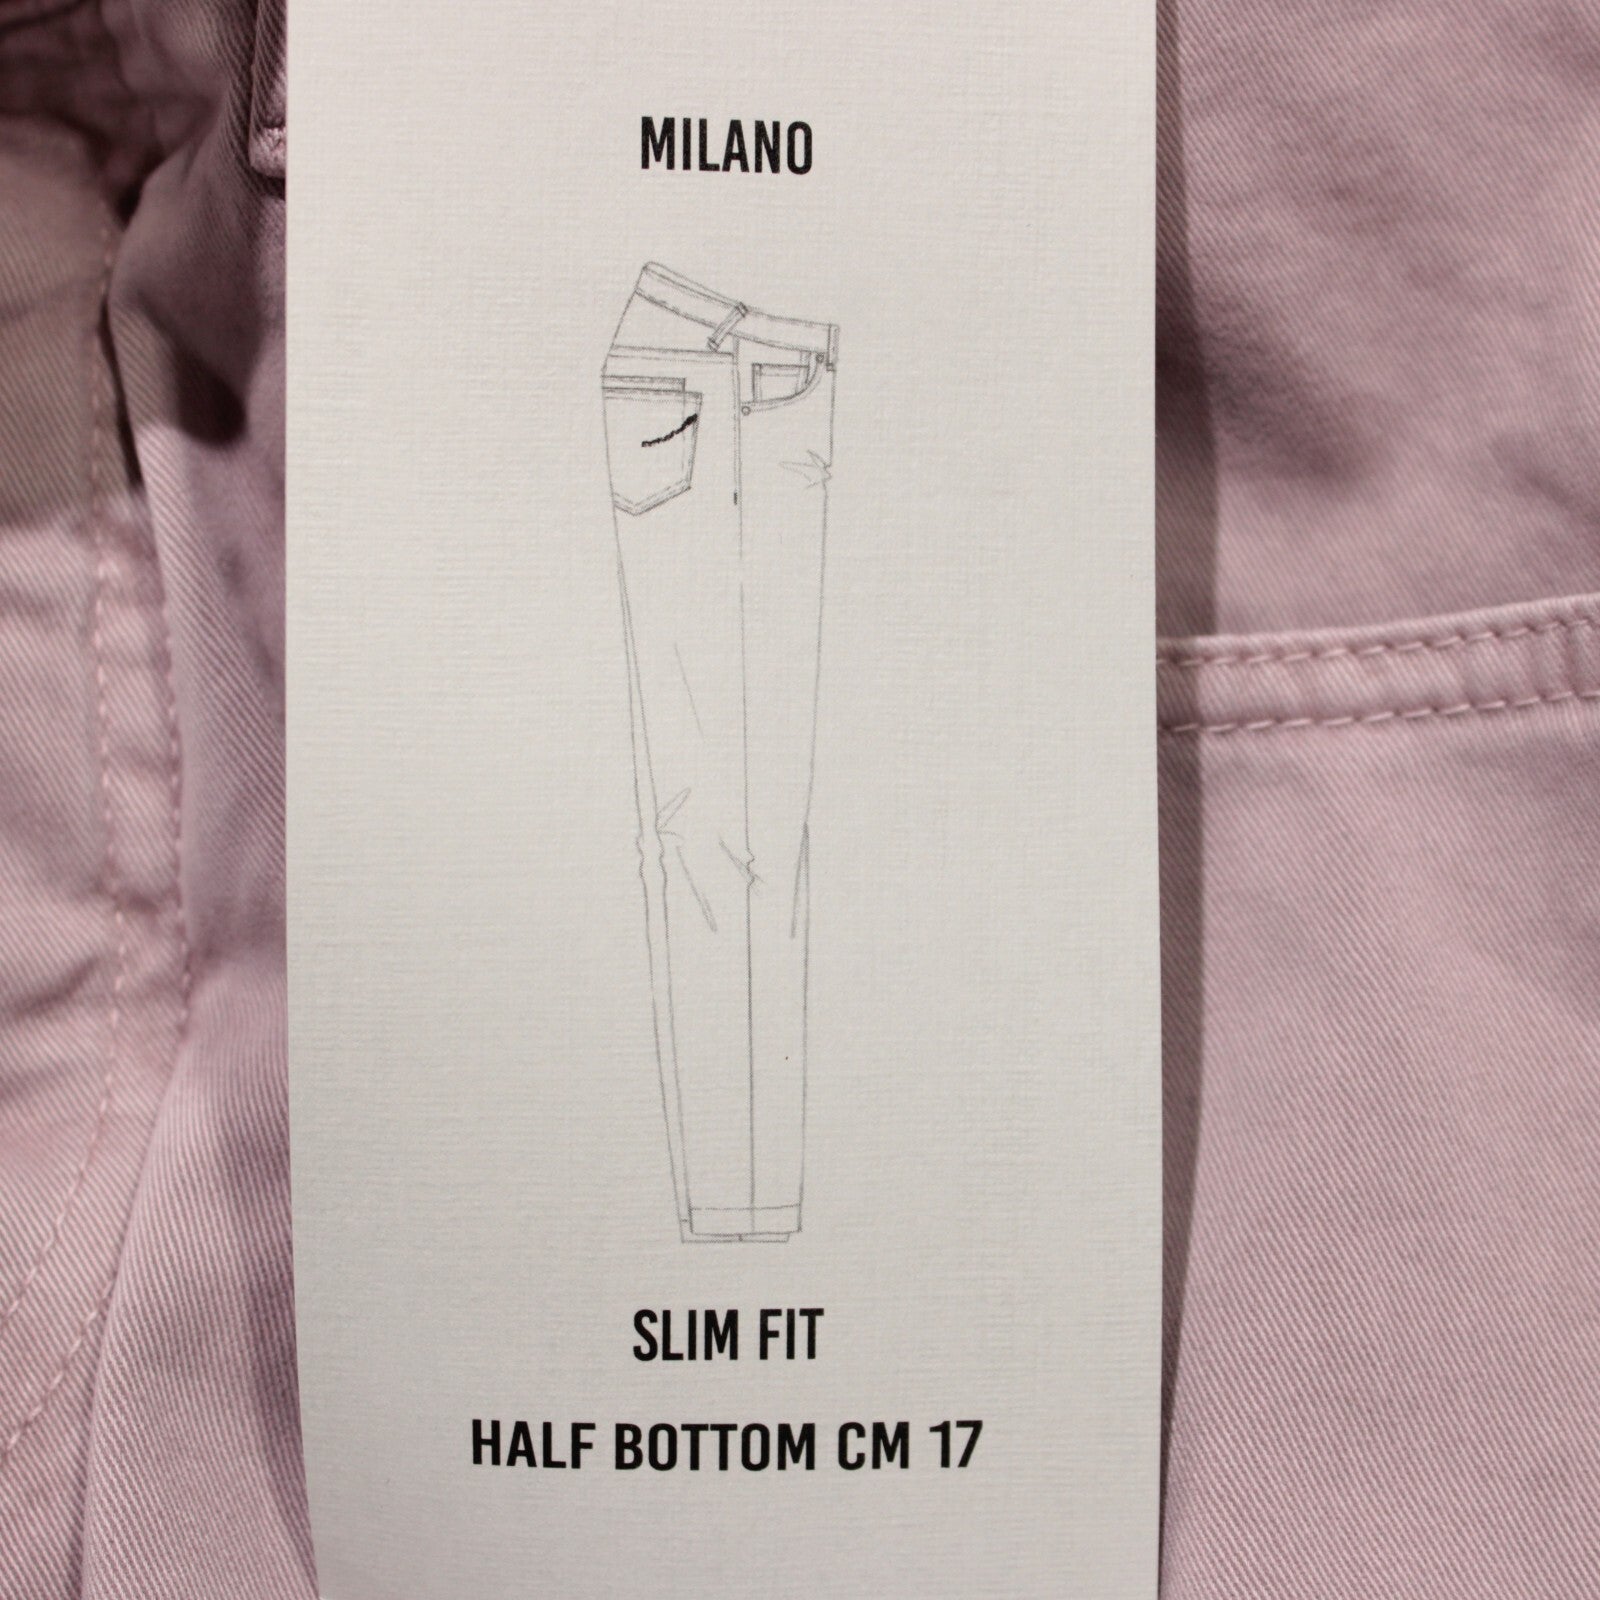 MILANO
SLIM FIT
HALF BOTTOM CM 17